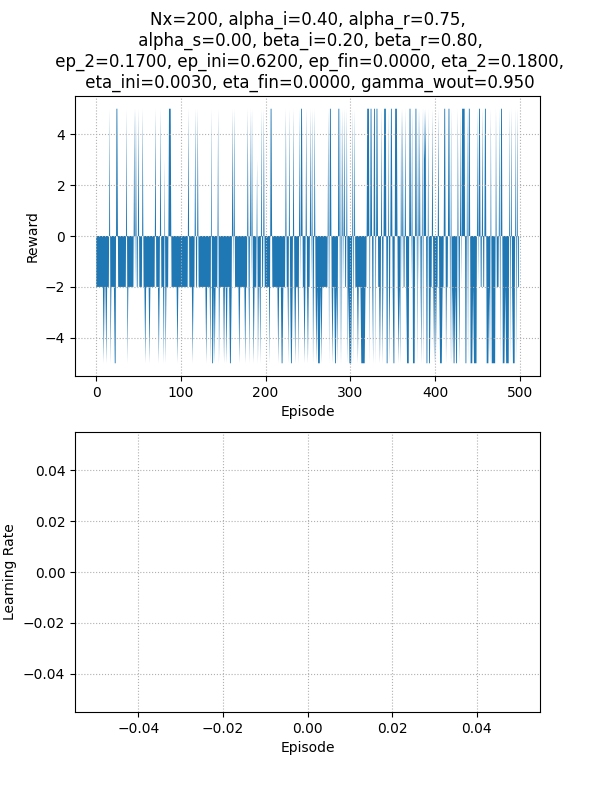 Nx=200, alpha_i=0.40, alpha_r=0.75,
alpha_s=0.00, beta_i=0.20, beta_r=0.80,
ep_2=0.1700, ep_ini=0.6200, ep_fin=0.0000, eta_2=0.1800,
eta_ini=0.0030, eta_fin=0.0000, gamma_wout=0.950
4
2
0
−2
−4
Reward
0 100 200 300 400 500
Episode
0.04
0.02
0.00
−0.02
−0.04
Learning Rate
−0.04 −0.02 0.00 0.02 0.04
Episode